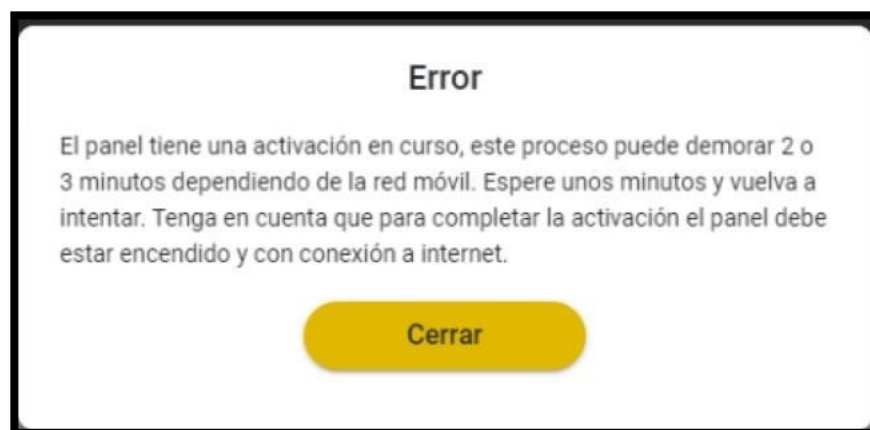 Error
El panel tiene una activación en curso, este proceso puede demorar 2 o
3 minutos dependiendo de la red móvil. Espere unos minutos y vuelva a
intentar. Tenga en cuenta que para completar la activación el panel debe
estar encendido y con conexión a internet.
Cerrar